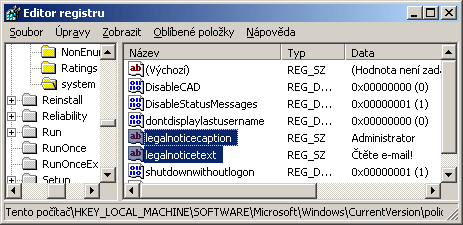 Editor registru
Soubor Úpravy Zobrazit Oblíbené položky Nápověda
NonEnum
Ratings
system
Reinstall
Reliability
Run
RunOnce
RunOnceEx
Setup
Název Typ Data
(Výchozí) REG_SZ (Hodnota není zadá
DisableCAD REG_D... 0x00000000 (0)
DisableStatusMessages REG_D... 0x00000001 (1)
dontdisplaylastusername REG_D... 0x00000000 (0)
legalnoticecaption REG_SZ Administrator
legalnoticetext REG_SZ Čtěte e-mail!
shutdownwithoutlogon REG_D... 0x00000001 (1)
Tento počítač\HKEY_LOCAL_MACHINE\SOFTWARE\Microsoft\Windows\CurrentVersion\polic